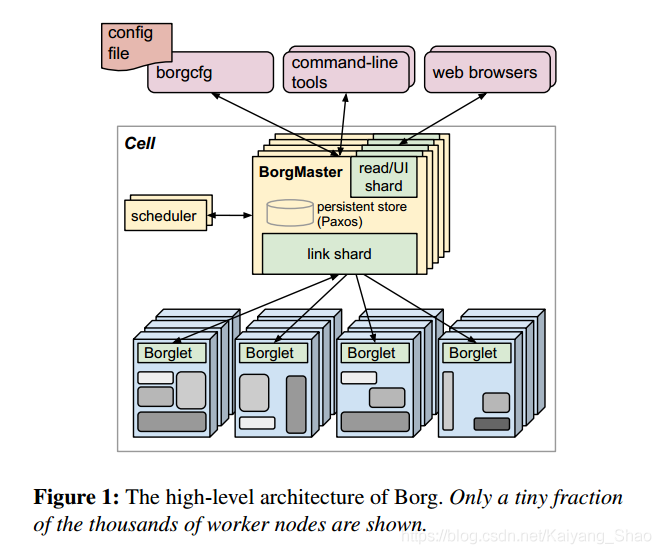 config
file
borgcfg
command-line
tools
web browsers
Cell
BorgMaster
read/UI
shard
persistent store
(Paxos)
scheduler
link shard
Borglet
Borglet
Borglet
Borglet
Figure 1: The high-level architecture of Borg. Only a tiny fraction
of the thousands of worker nodes are shown.
https://blog.csdn.net/Kaiyang_Shao